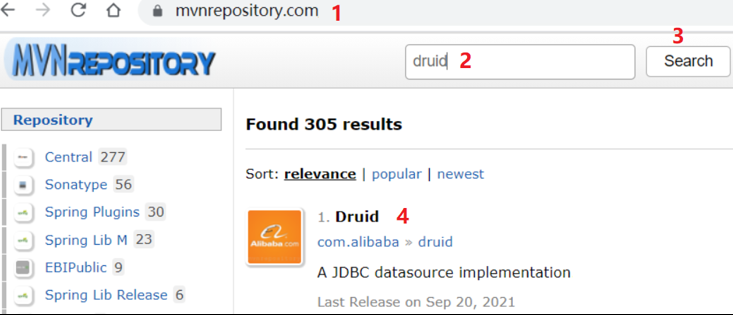 mvnrepository.com 1
3
MVNREPOSITORY
druid 2
Search
Repository
Found 305 results
Central 277
Sonatype 56
Sort: relevance | popular | newest
Spring Plugins 30
Spring Lib M 23
EBIPublic 9
Spring Lib Release 6
Alibaba.com
1. Druid 4
com.alibaba » druid
A JDBC datasource implementation
Last Release on Sep 20, 2021